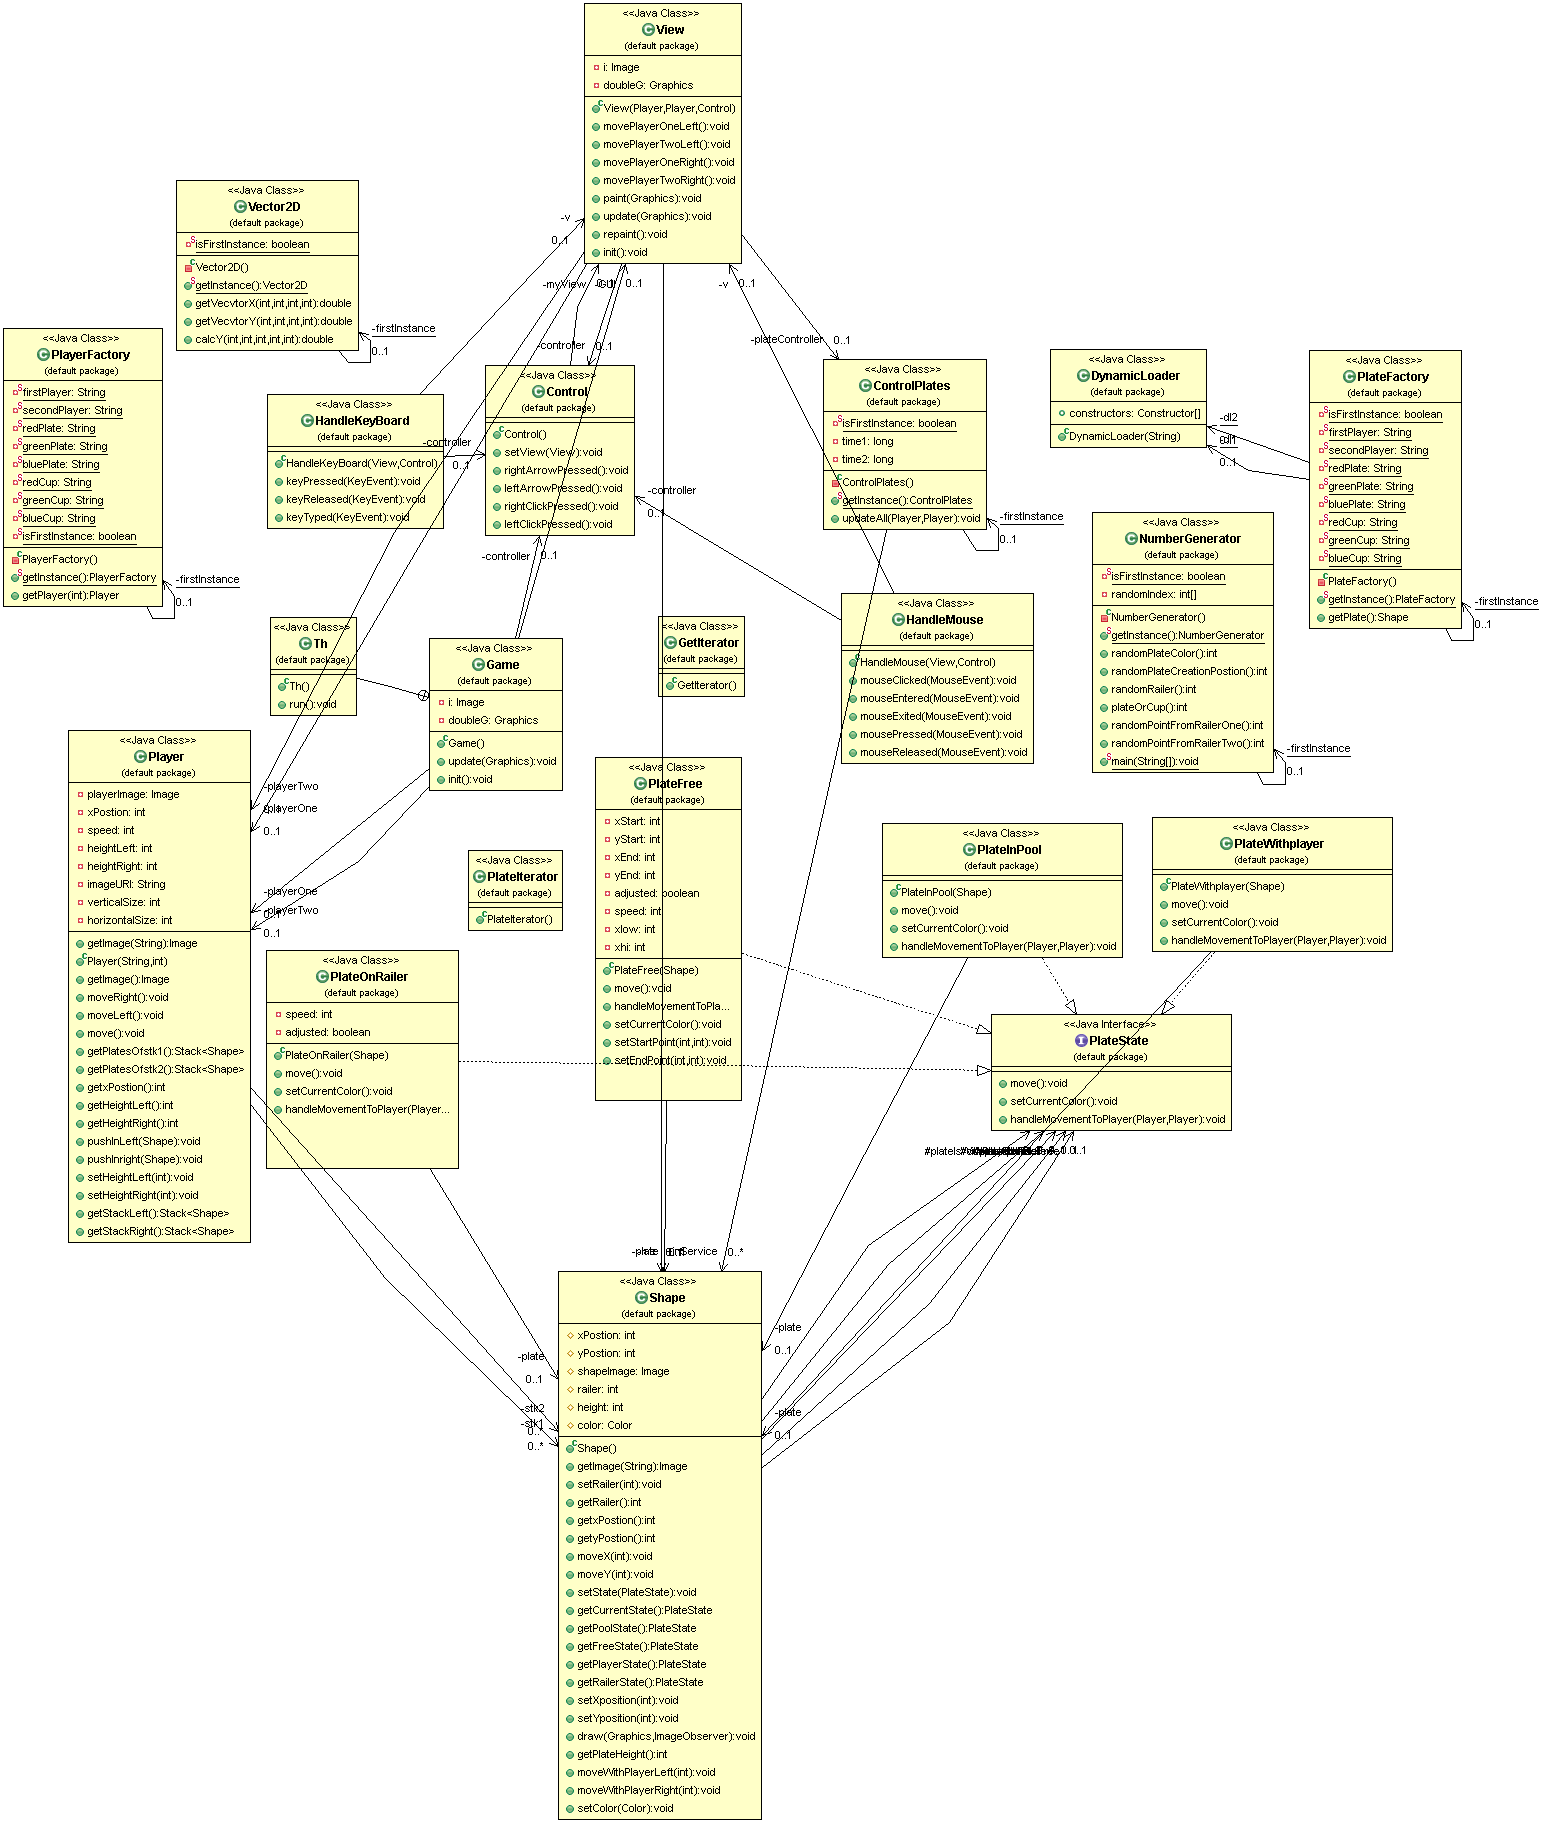 <<Java Class>>
View
(default package)
i: Image
doubleG: Graphics
View(Player,Player,Control)
movePlayerOneLeft():void
movePlayerTwoLeft():void
movePlayerOneRight():void
movePlayerTwoRight():void
paint(Graphics):void
update(Graphics):void
repaint():void
init():void
<<Java Class>>
Vector2D
(default package)
isFirstInstance: boolean
Vector2D()
getInstance():Vector2D
getVecvtorX(int,int,int,int):double
getVecvtorY(int,int,int,int):double
calcY(int,int,int,int,int):double
-firstInstance
0..1
-v
0..1
-myView
0..1
-v
0..1
-controller
0..1
-plateController
0..1
<<Java Class>>
PlayerFactory
(default package)
firstPlayer: String
secondPlayer: String
redPlate: String
greenPlate: String
bluePlate: String
redCup: String
greenCup: String
blueCup: String
isFirstInstance: boolean
PlayerFactory()
getInstance():PlayerFactory
getPlayer(int):Player
-firstInstance
0..1
<<Java Class>>
HandleKeyBoard
(default package)
HandleKeyBoard(View,Control)
keyPressed(KeyEvent):void
keyReleased(KeyEvent):void
keyTyped(KeyEvent):void
-controller
0..1
<<Java Class>>
Control
(default package)
Control()
setView(View):void
rightArrowPressed():void
leftArrowPressed():void
rightClickPressed():void
leftClickPressed():void
-controller
0..1
-controller
0..1
<<Java Class>>
ControlPlates
(default package)
isFirstInstance: boolean
time1: long
time2: long
ControlPlates()
getInstance():ControlPlates
updateAll(Player,Player):void
-firstInstance
0..1
<<Java Class>>
DynamicLoader
(default package)
constructors: Constructor[]
DynamicLoader(String)
-dl2
-dl1
0..1
<<Java Class>>
PlateFactory
(default package)
isFirstInstance: boolean
firstPlayer: String
secondPlayer: String
redPlate: String
greenPlate: String
bluePlate: String
redCup: String
greenCup: String
blueCup: String
PlateFactory()
getInstance():PlateFactory
getPlate():Shape
-firstInstance
0..1
<<Java Class>>
NumberGenerator
(default package)
isFirstInstance: boolean
randomIndex: int[]
NumberGenerator()
getInstance():NumberGenerator
randomPlateColor():int
randomPlateCreationPostion():int
randomRailer():int
plateOrCup():int
randomPointFromRailerOne():int
randomPointFromRailerTwo():int
main(String[]):void
-firstInstance
0..1
<<Java Class>>
Th
(default package)
Th()
run():void
<<Java Class>>
Game
(default package)
i: Image
doubleG: Graphics
Game()
update(Graphics):void
init():void
<<Java Class>>
GetIterator
(default package)
GetIterator()
<<Java Class>>
HandleMouse
(default package)
HandleMouse(View,Control)
mouseClicked(MouseEvent):void
mouseEntered(MouseEvent):void
mouseExited(MouseEvent):void
mousePressed(MouseEvent):void
mouseReleased(MouseEvent):void
<<Java Class>>
Player
(default package)
playerImage: Image
xPostion: int
speed: int
heightLeft: int
heightRight: int
imageURl: String
verticalSize: int
horizontalSize: int
getImage(String):Image
Player(String,int)
getImage():Image
moveRight():void
moveLeft():void
move():void
getPlatesOfstk1():Stack<Shape>
getPlatesOfstk2():Stack<Shape>
getxPostion():int
getHeightLeft():int
getHeightRight():int
pushInLeft(Shape):void
pushInright(Shape):void
setHeightLeft(int):void
setHeightRight(int):void
getStackLeft():Stack<Shape>
getStackRight():Stack<Shape>
-playerTwo
-playerOne
0..1
-playerOne
-playerTwo
0..1
<<Java Class>>
PlateIterator
(default package)
PlateIterator()
<<Java Class>>
PlateFree
(default package)
xStart: int
yStart: int
xEnd: int
yEnd: int
adjusted: boolean
speed: int
xlow: int
xhi: int
PlateFree(Shape)
move():void
handleMovementToPla...
setCurrentColor():void
setStartPoint(int,int):void
setEndPoint(int,int):void
<<Java Class>>
PlateInPool
(default package)
PlateInPool(Shape)
move():void
setCurrentColor():void
handleMovementToPlayer(Player,Player):void
<<Java Class>>
PlateWithplayer
(default package)
PlateWithplayer(Shape)
move():void
setCurrentColor():void
handleMovementToPlayer(Player,Player):void
<<Java Class>>
PlateOnRailer
(default package)
speed: int
adjusted: boolean
PlateOnRailer(Shape)
move():void
setCurrentColor():void
handleMovementToPlayer(Player...
<<Java Interface>>
PlateState
(default package)
move():void
setCurrentColor():void
handleMovementToPlayer(Player,Player):void
0..*
-plate
0..1
-stk2
-stk1
0..*
-plate
0..1
-plate
0..1
<<Java Class>>
Shape
(default package)
xPostion: int
yPostion: int
shapeImage: Image
railer: int
height: int
color: Color
Shape()
getImage(String):Image
setRailer(int):void
getRailer():int
getxPostion():int
getyPostion():int
moveX(int):void
moveY(int):void
setState(PlateState):void
getCurrentState():PlateState
getPoolState():PlateState
getFreeState():PlateState
getPlayerState():PlateState
getRailerState():PlateState
setXposition(int):void
setYposition(int):void
draw(Graphics,ImageObserver):void
getPlateHeight():int
moveWithPlayerLeft(int):void
moveWithPlayerRight(int):void
setColor(Color):void